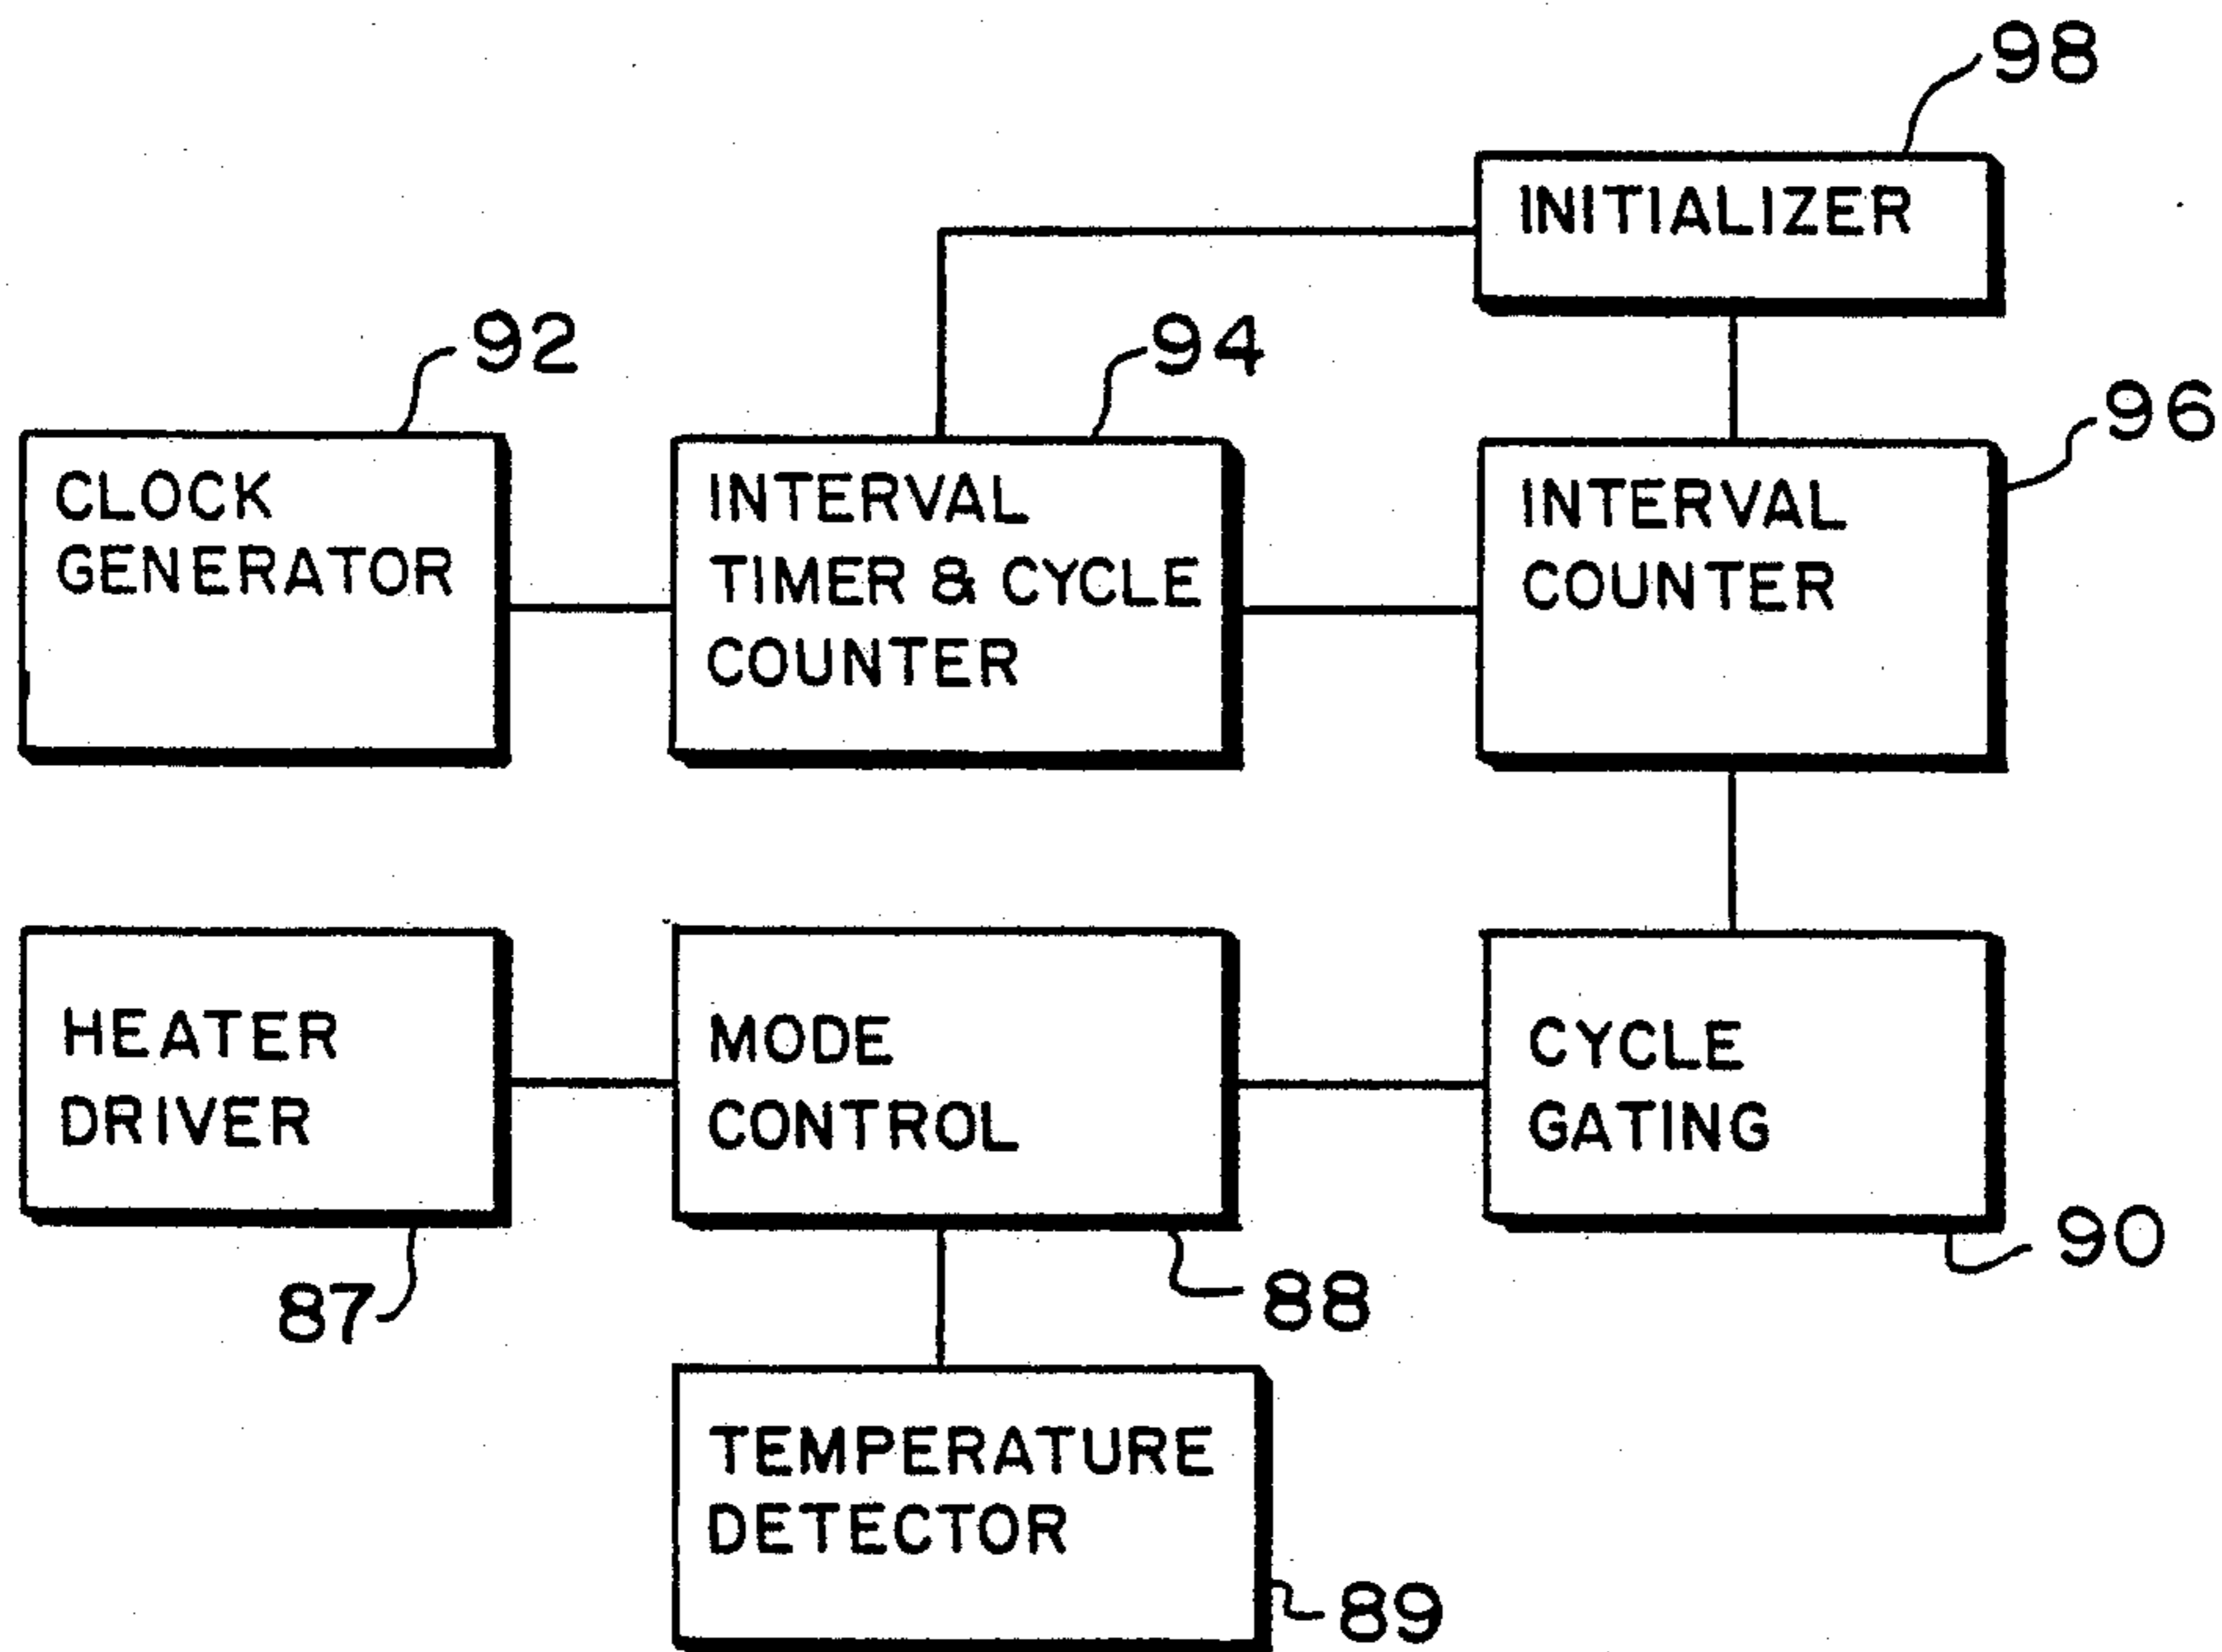 98
INITIALIZER
92
94
96
CLOCK
GENERATOR
INTERVAL
TIMER & CYCLE
COUNTER
INTERVAL
COUNTER
HEATER
DRIVER
87
MODE
CONTROL
88
CYCLE
GATING
90
TEMPERATURE
DETECTOR
89